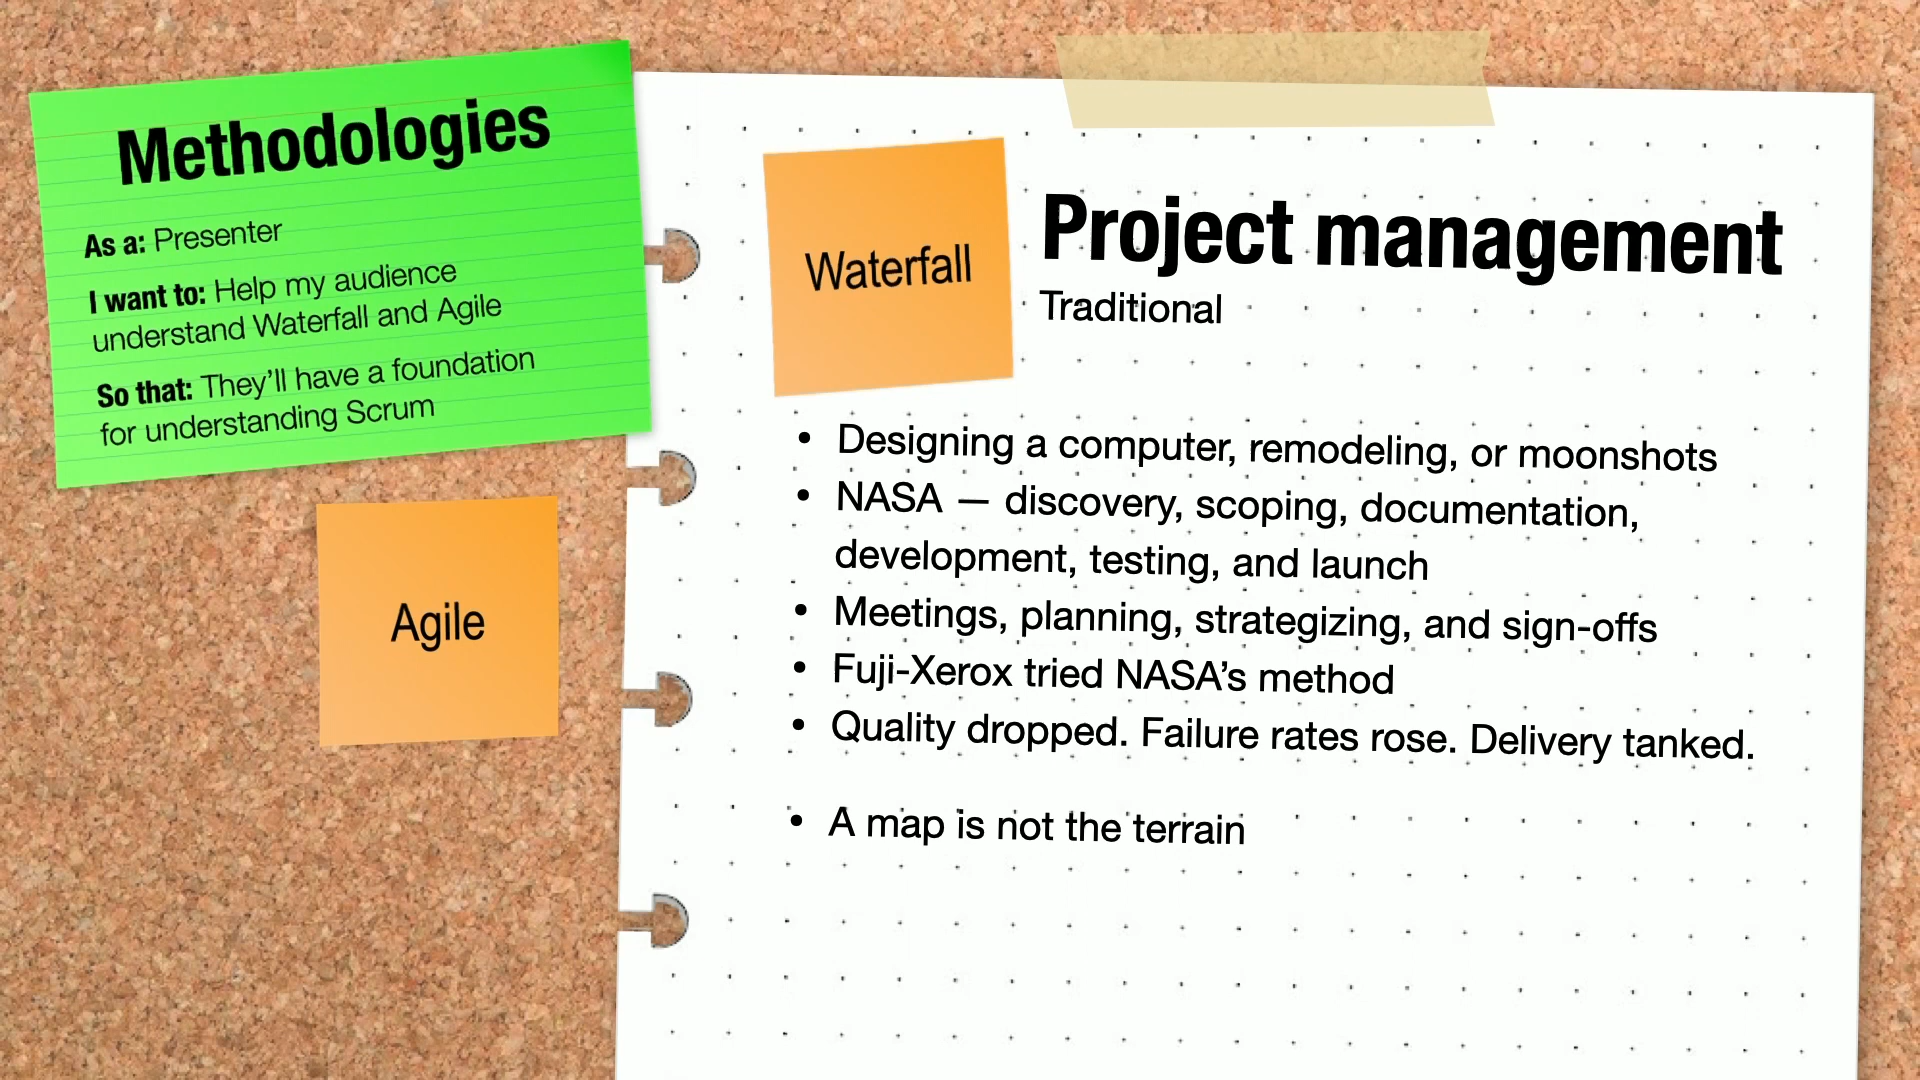 Methodologies
As a: Presenter
I want to: Help my audience
understand Waterfall and Agile
So that: They’ll have a foundation
for understanding Scrum
Agile
Waterfall
Project management
Traditional
• Designing a computer, remodeling, or moonshots
• NASA — discovery, scoping, documentation,
development, testing, and launch
• Meetings, planning, strategizing, and sign-offs
• Fuji-Xerox tried NASA’s method
• Quality dropped. Failure rates rose. Delivery tanked.
• A map is not the terrain